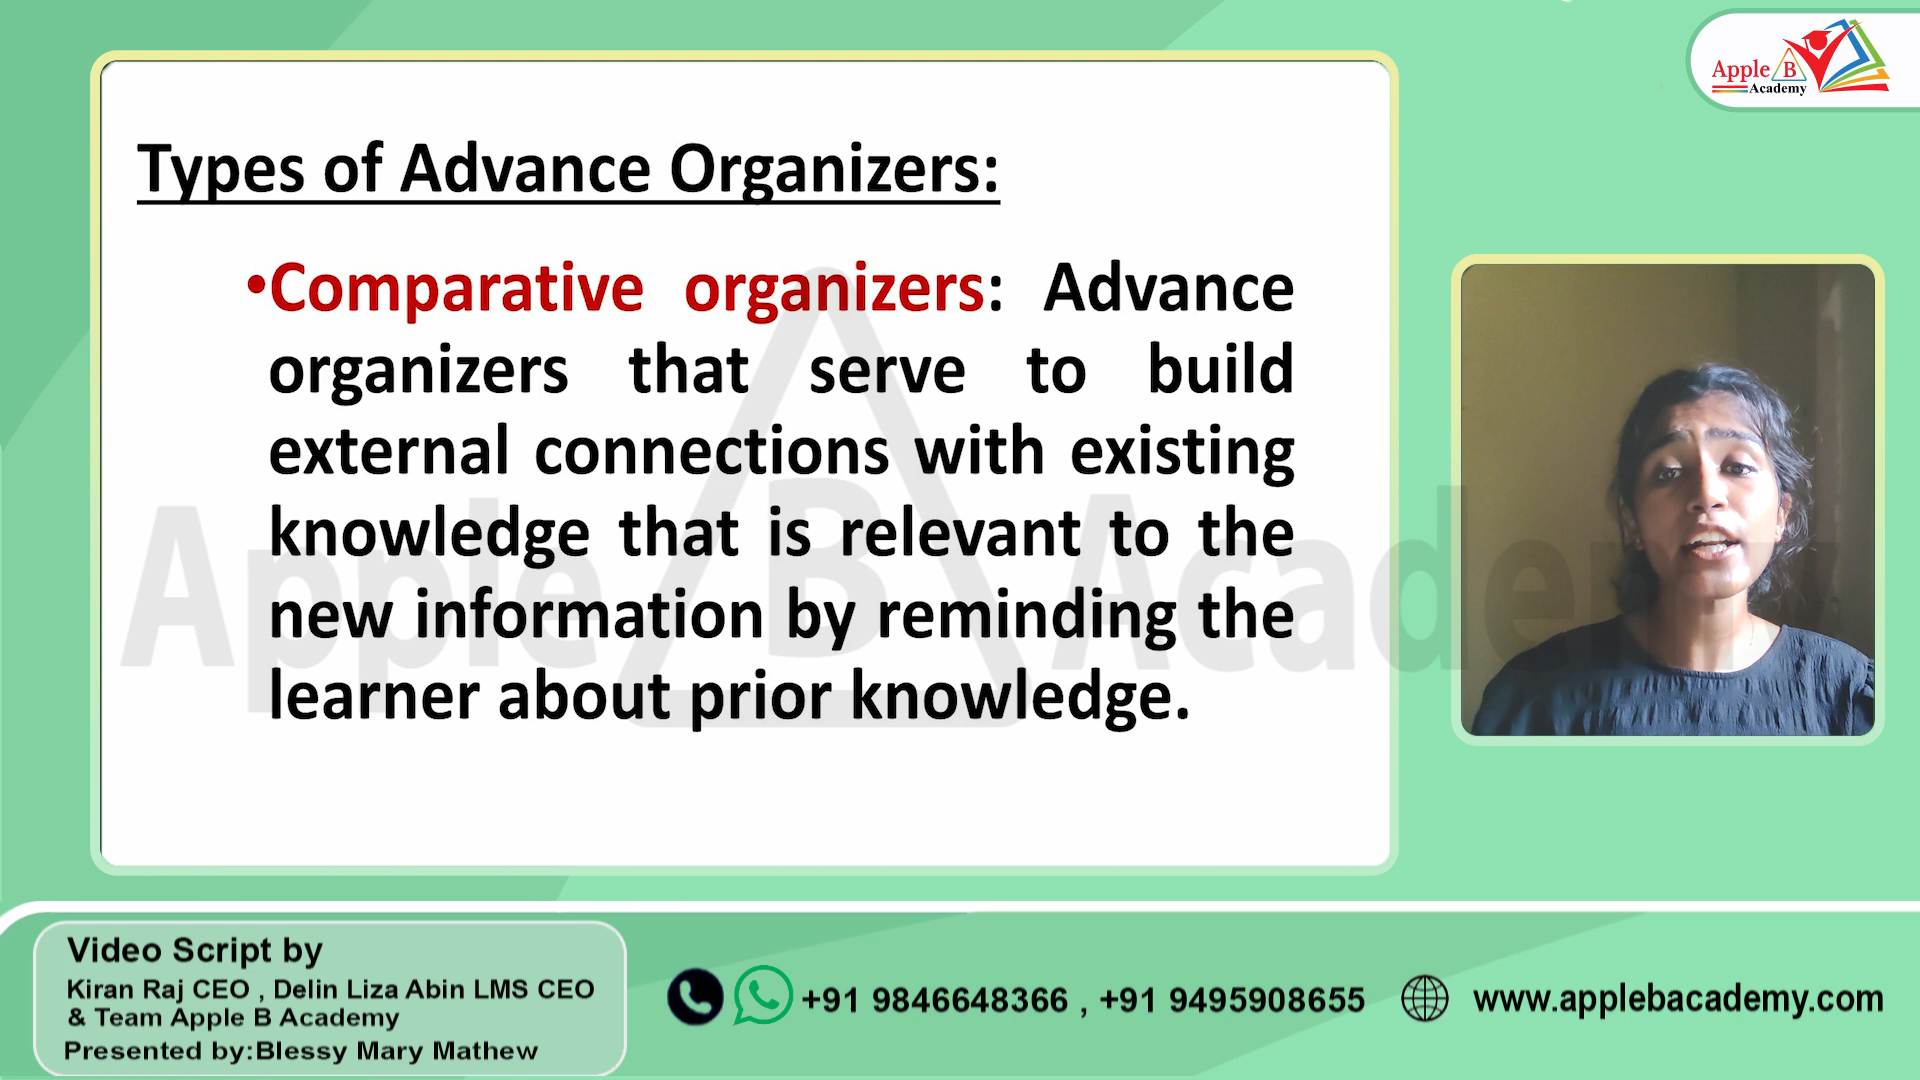 Apple B
Academy
Types of Advance Organizers:
•Comparative organizers: Advance
organizers that serve to build
external connections with existing
knowledge that is relevant to the
new information by reminding the
learner about prior knowledge.
Apple B Academy
Video Script by
Kiran Raj CEO , Delin Liza Abin LMS CEO
& Team Apple B Academy
Presented by:Blessy Mary Mathew
+91 9846648366 , +91 9495908655
www.applebacademy.com